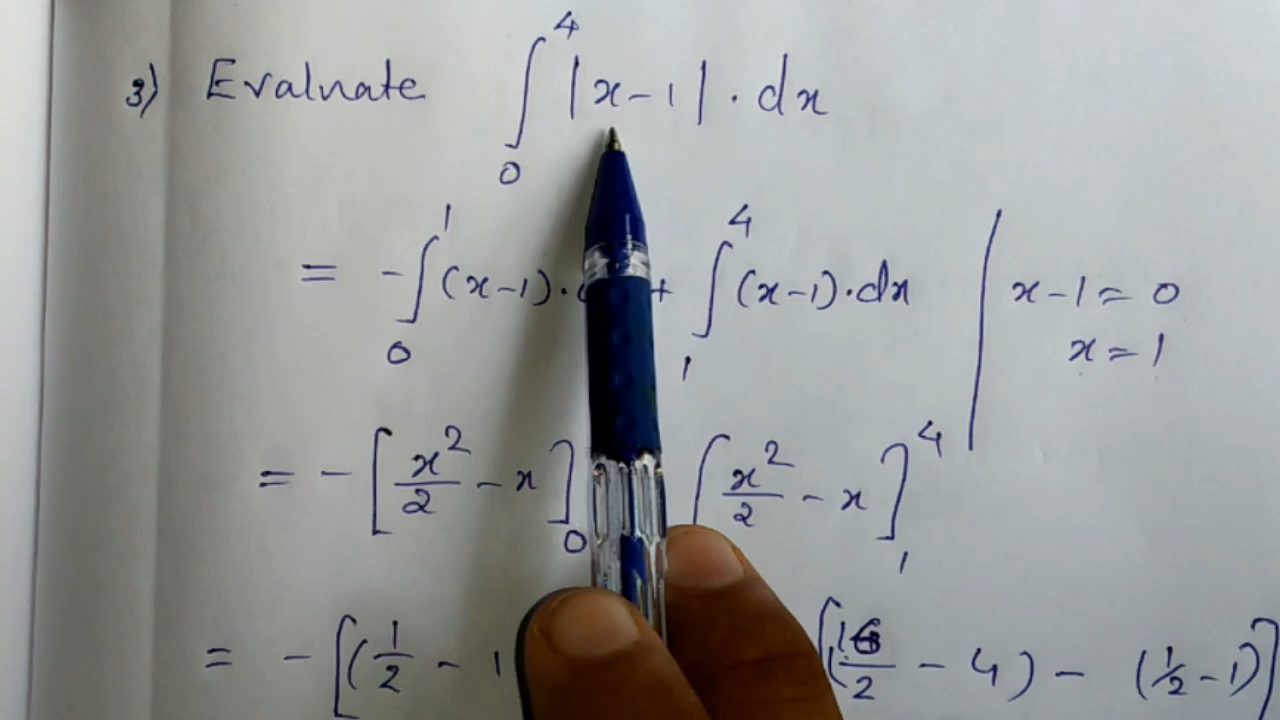 3) Evaluate ∫₀⁴ |x-1| . dx
= -∫₀¹ (x-1). + ∫₁⁴ (x-1).dx
x-1 = 0
x = 1
= -[x²/2 - x]₀ [x²/2 - x]₁⁴
= -[(1/2 - 1 [(16/2 - 4) - (1/2 - 1)]